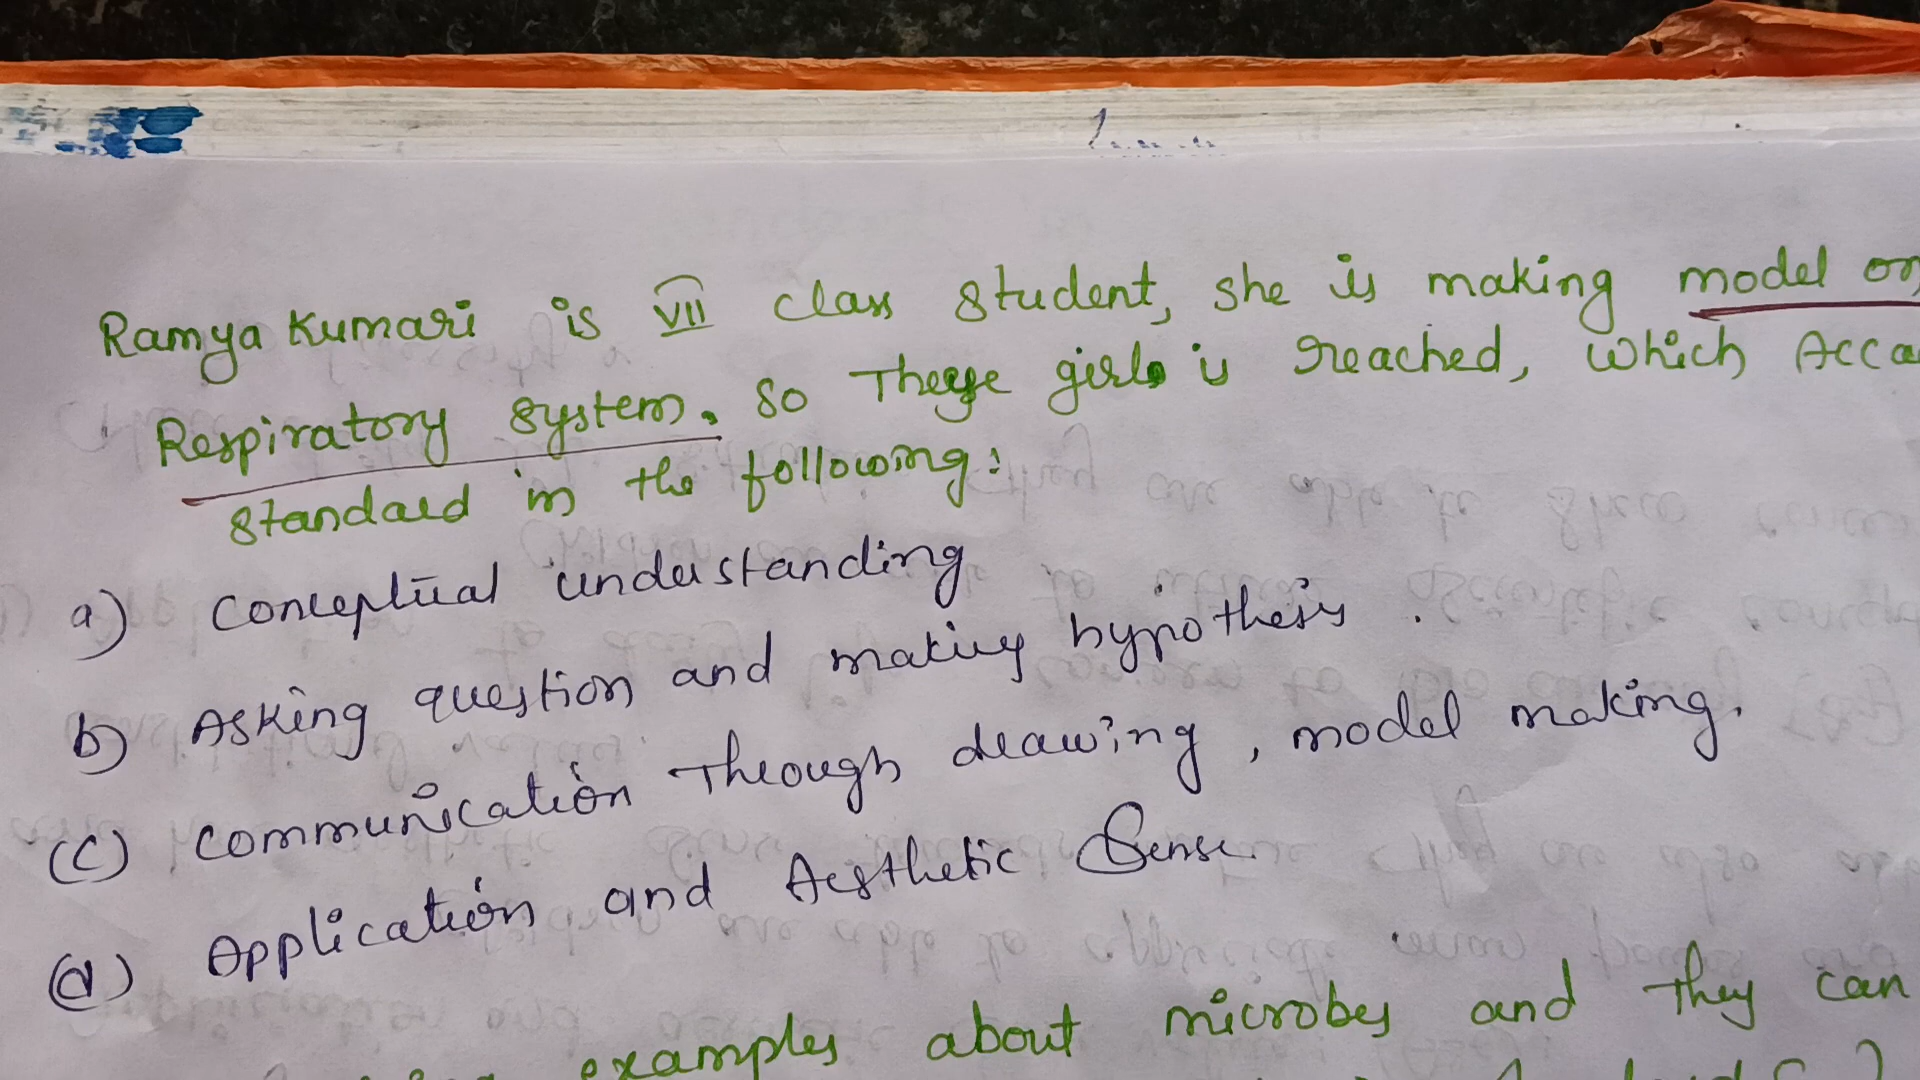 Ramya Kumari is VII class student, she is making model on
Respiratory system. So These girls is reached, which Acca
standard in the following:
a) Conceptual understanding
b) Asking question and making hypothesis.
(c) communication Through drawing, model making.
(d) Application and Aesthetic Sense
examples about microbes and They can